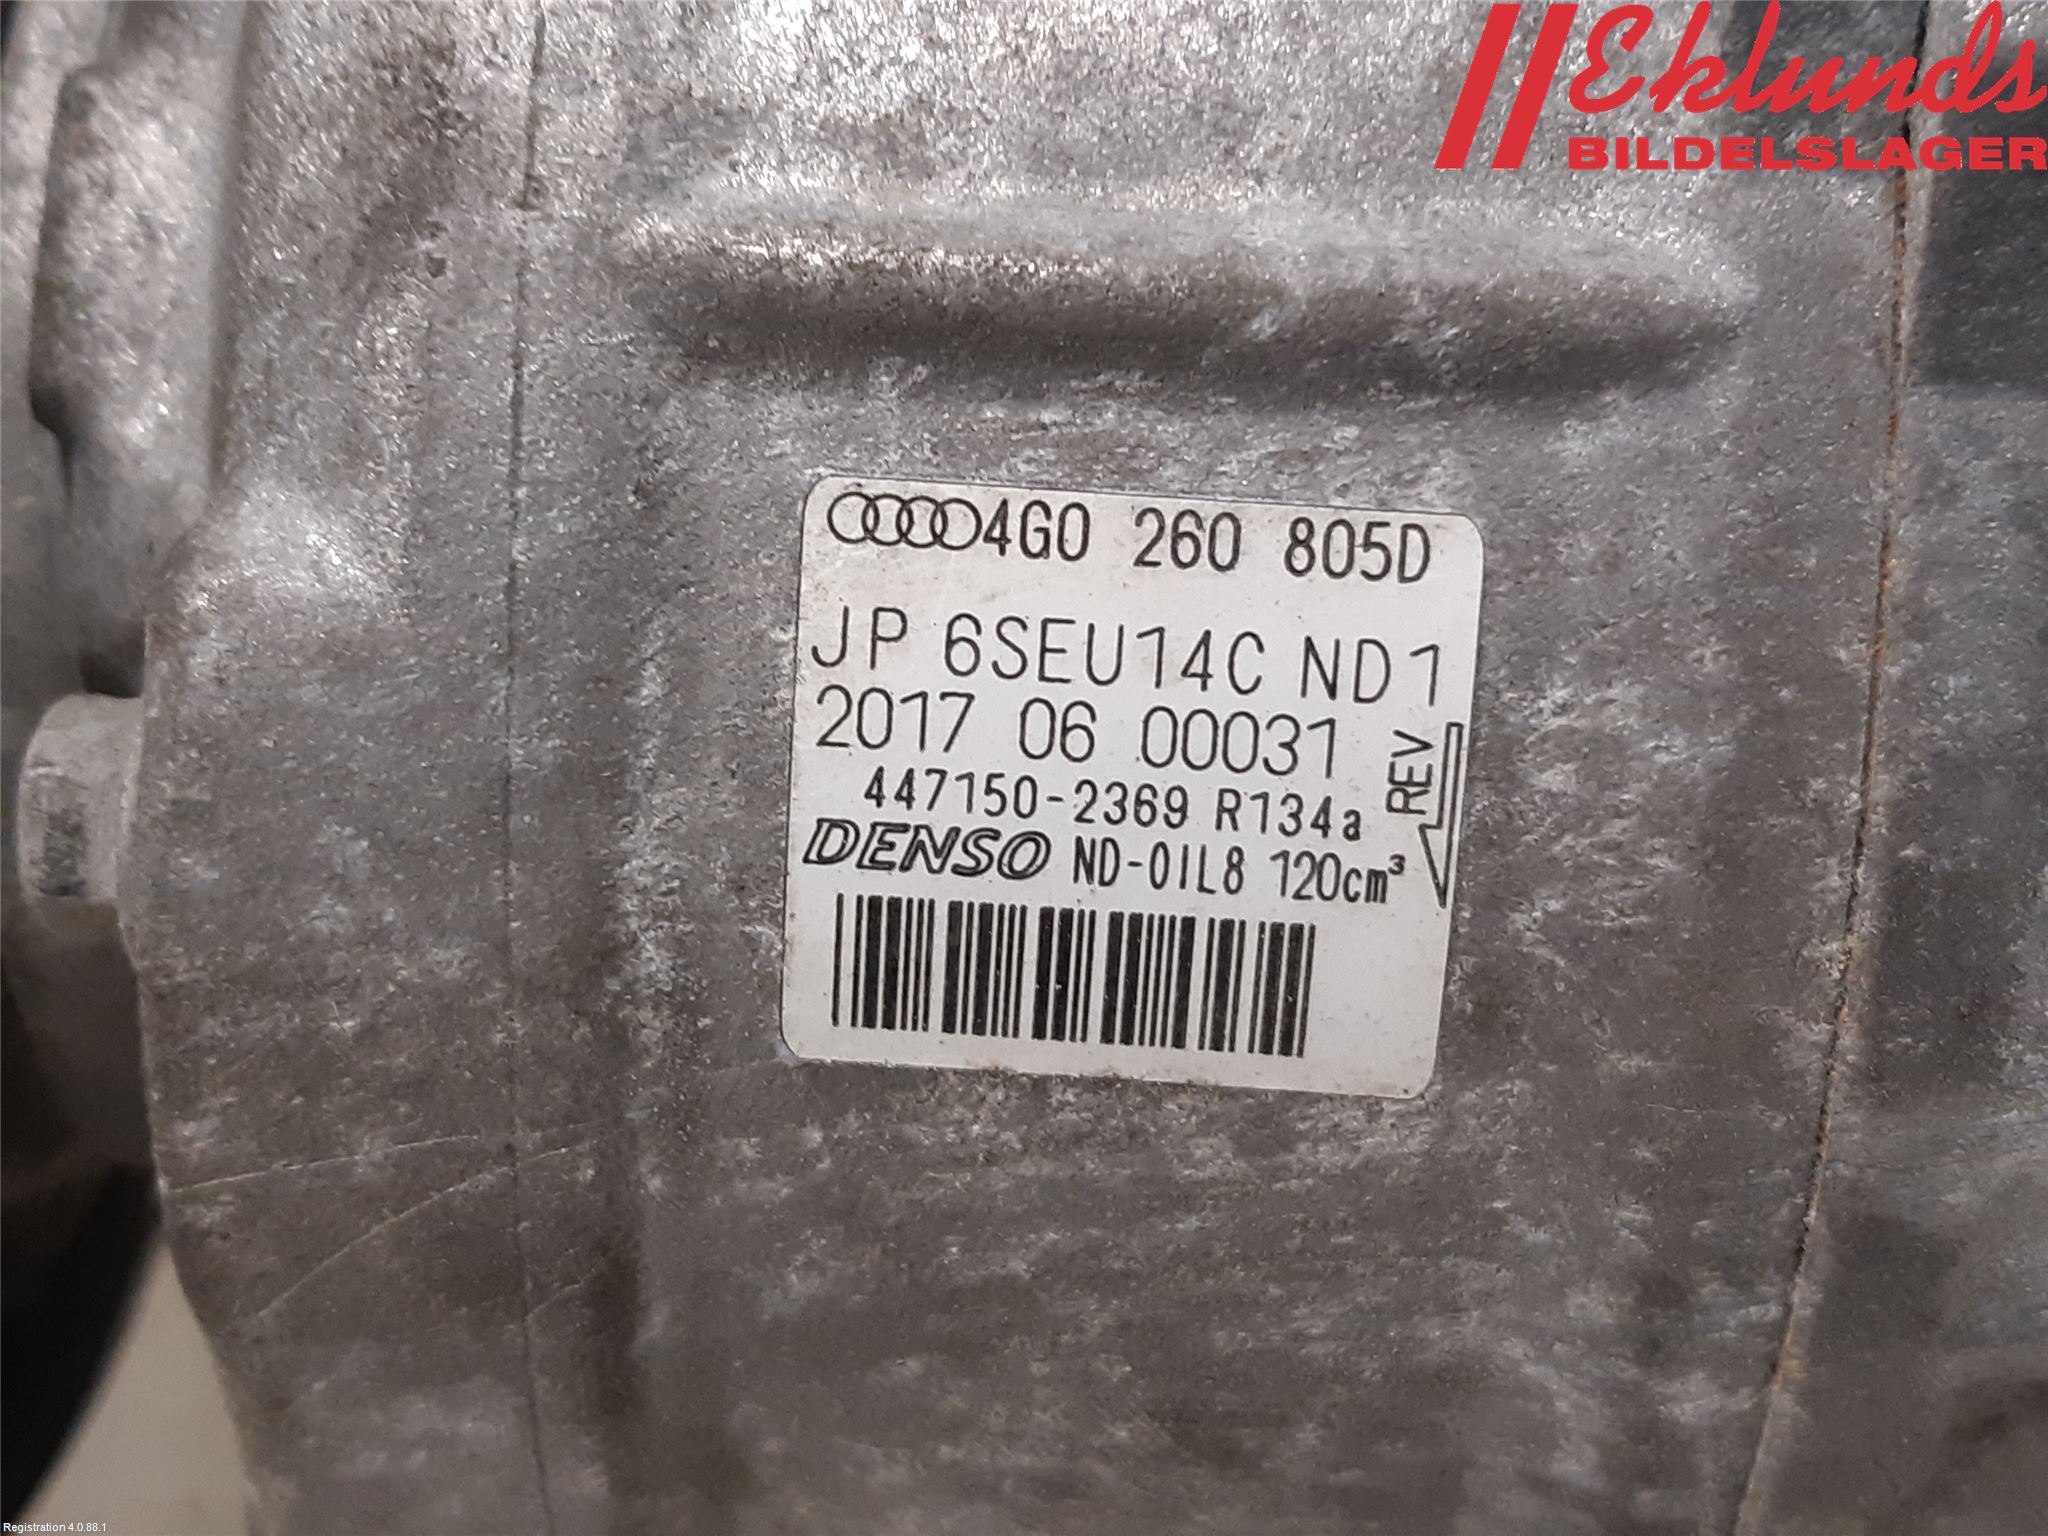 Eklunds
BILDELSLAGER
4G0 260 805D
JP 6SEU14C ND1
2017 06 00031
447150-2369 R134a
REV
DENSO ND-OIL8 120cm³
Registration 4.0.88.1